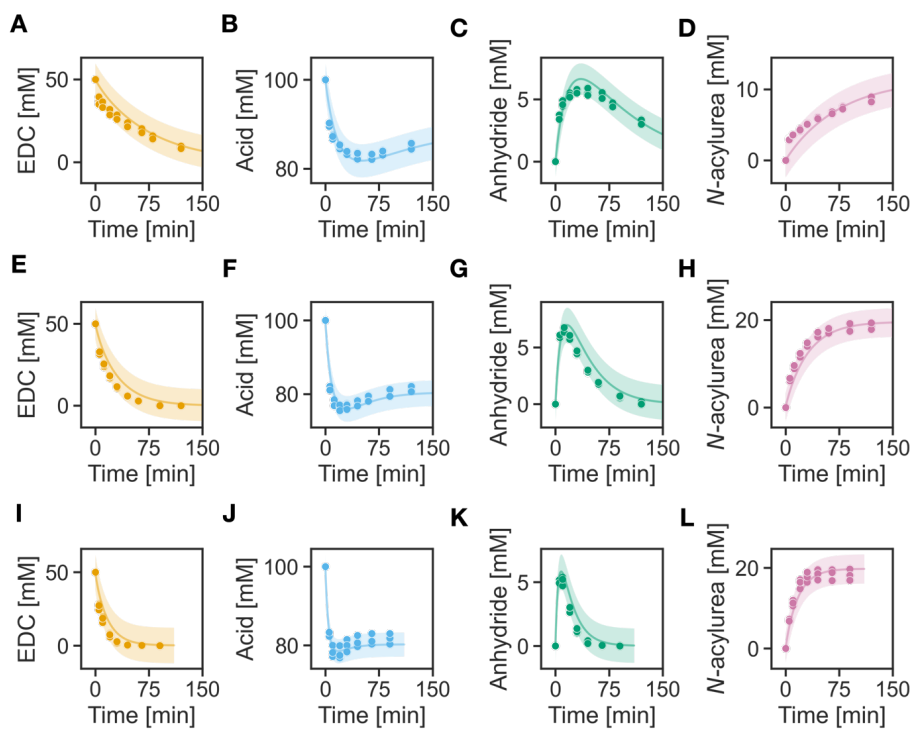 A B C D
EDC [mM] 50 0
Acid [mM] 100 80
Anhydride [mM] 5 0
N-acylurea [mM] 10 0
0 75 150 0 75 150 0 75 150 0 75 150
Time [min] Time [min] Time [min] Time [min]
E F G H
EDC [mM] 50 0
Acid [mM] 100 80
Anhydride [mM] 5 0
N-acylurea [mM] 20 0
0 75 150 0 75 150 0 75 150 0 75 150
Time [min] Time [min] Time [min] Time [min]
I J K L
EDC [mM] 50 0
Acid [mM] 100 80
Anhydride [mM] 5 0
N-acylurea [mM] 20 0
0 75 150 0 75 150 0 75 150 0 75 150
Time [min] Time [min] Time [min] Time [min]